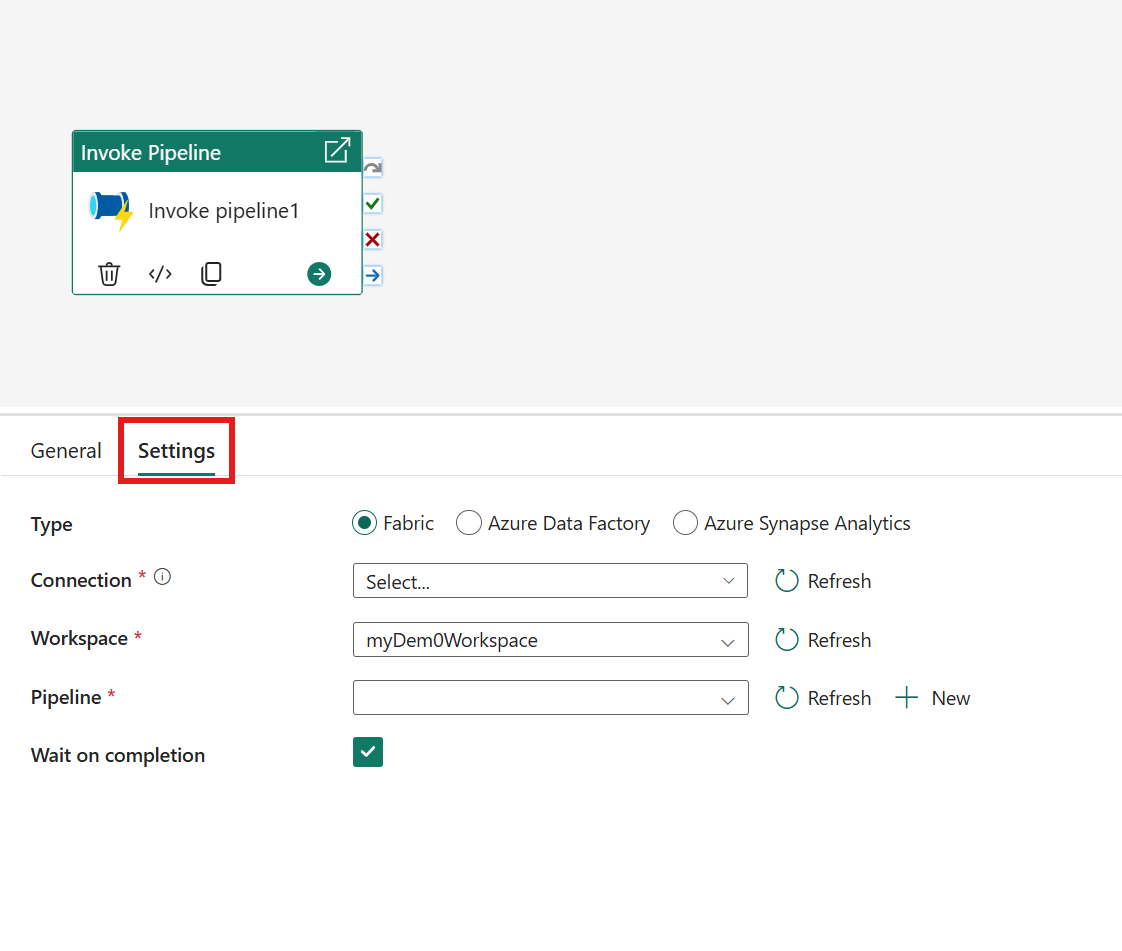 Invoke Pipeline
Invoke pipeline1
General Settings
Type Fabric Azure Data Factory Azure Synapse Analytics
Connection * Select... Refresh
Workspace * myDem0Workspace Refresh
Pipeline * Refresh New
Wait on completion